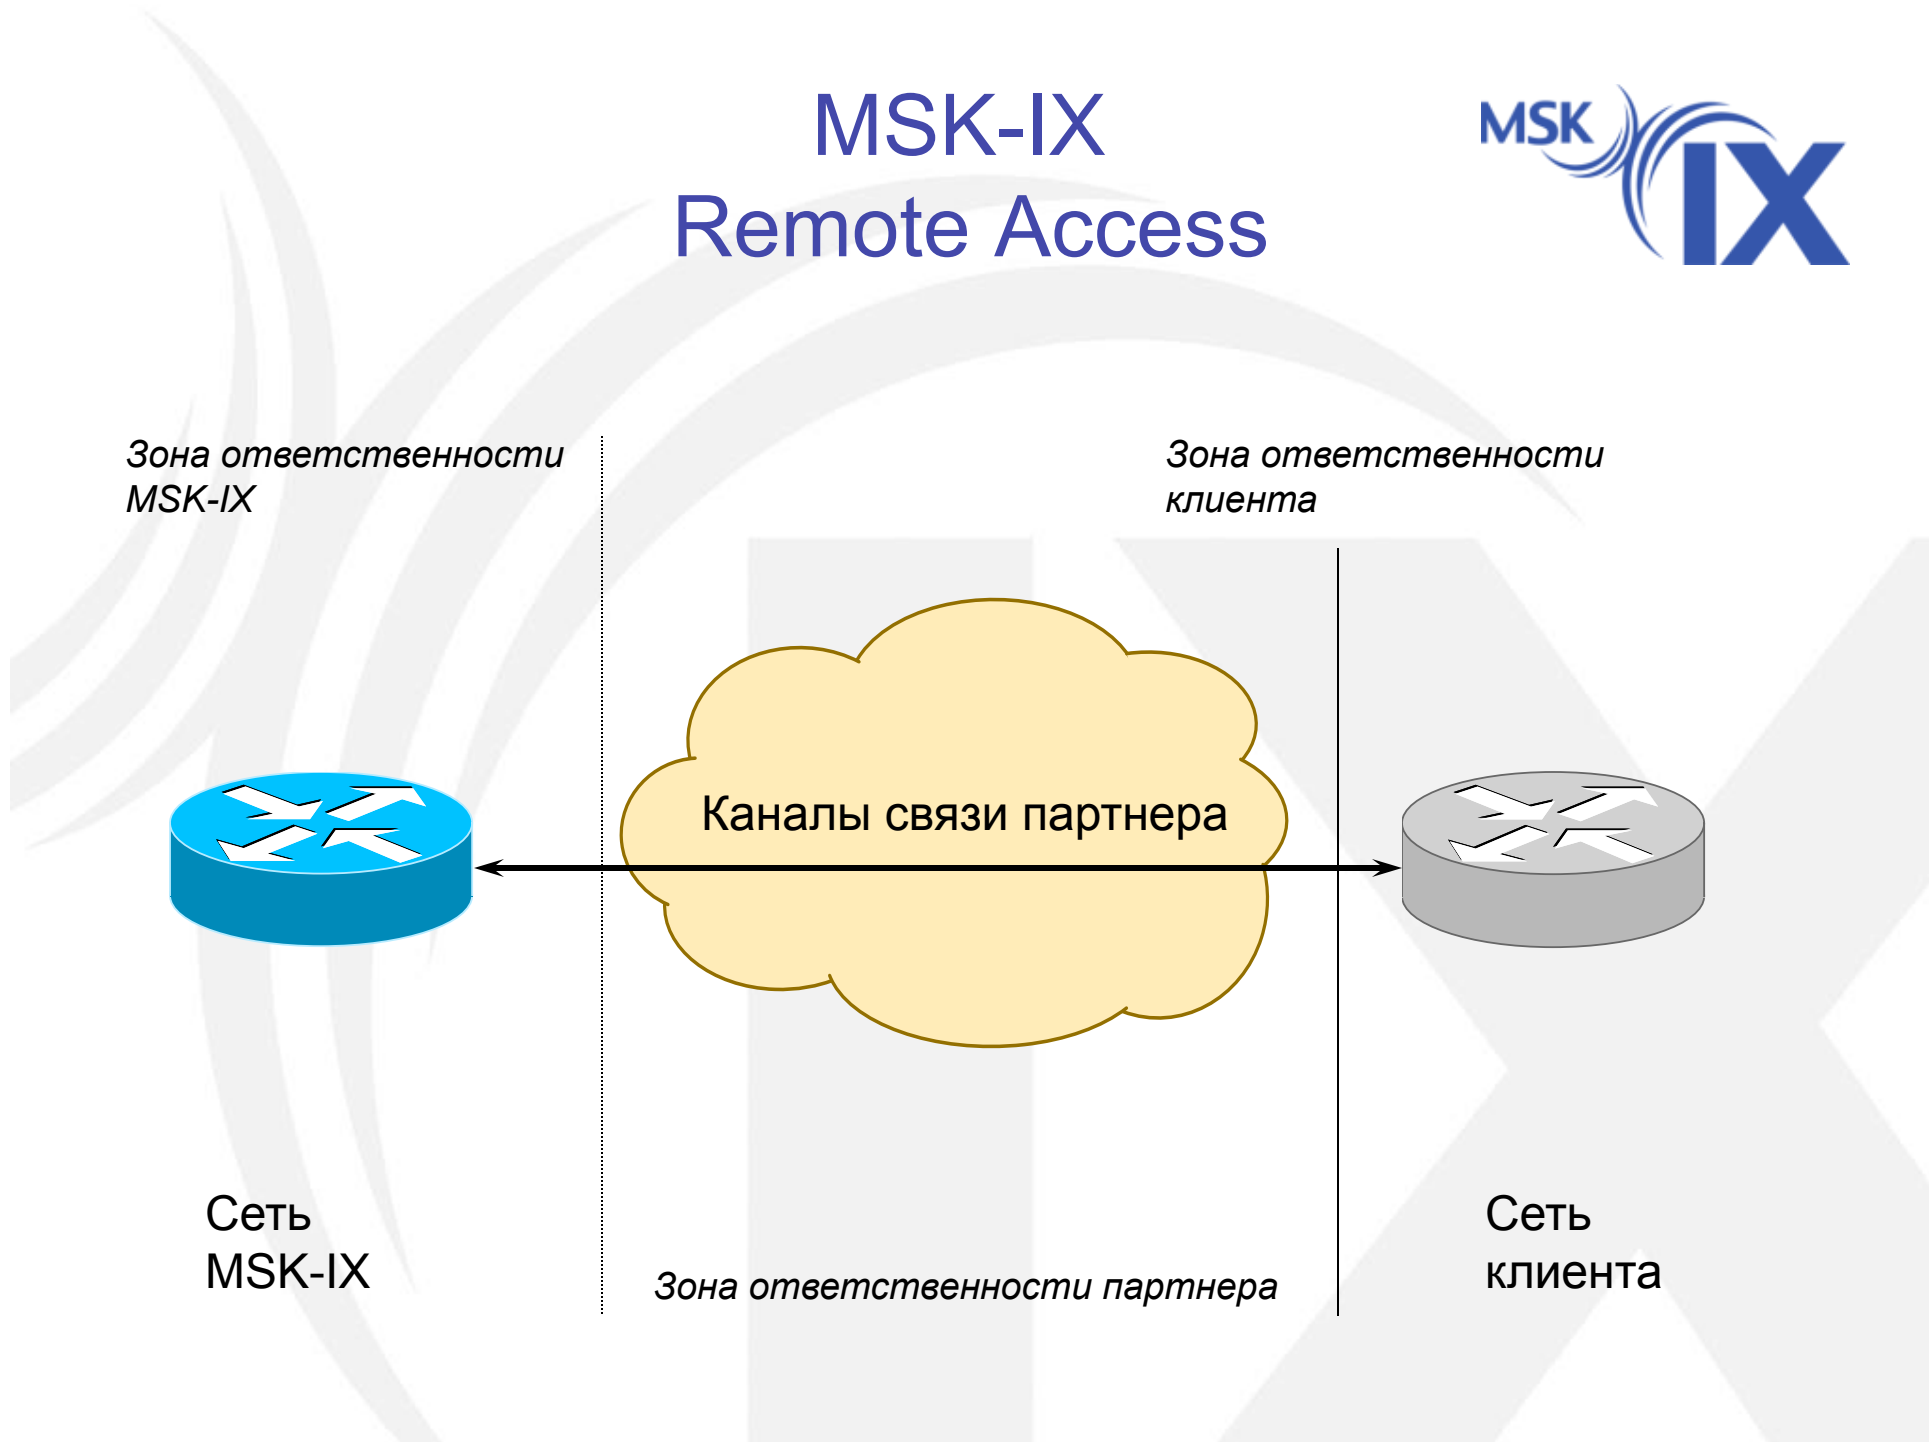 MSK-IX
Remote Access
MSK
IX
Зона ответственности
MSK-IX
Зона ответственности
клиента
Каналы связи партнера
Сеть
MSK-IX
Зона ответственности партнера
Сеть
клиента